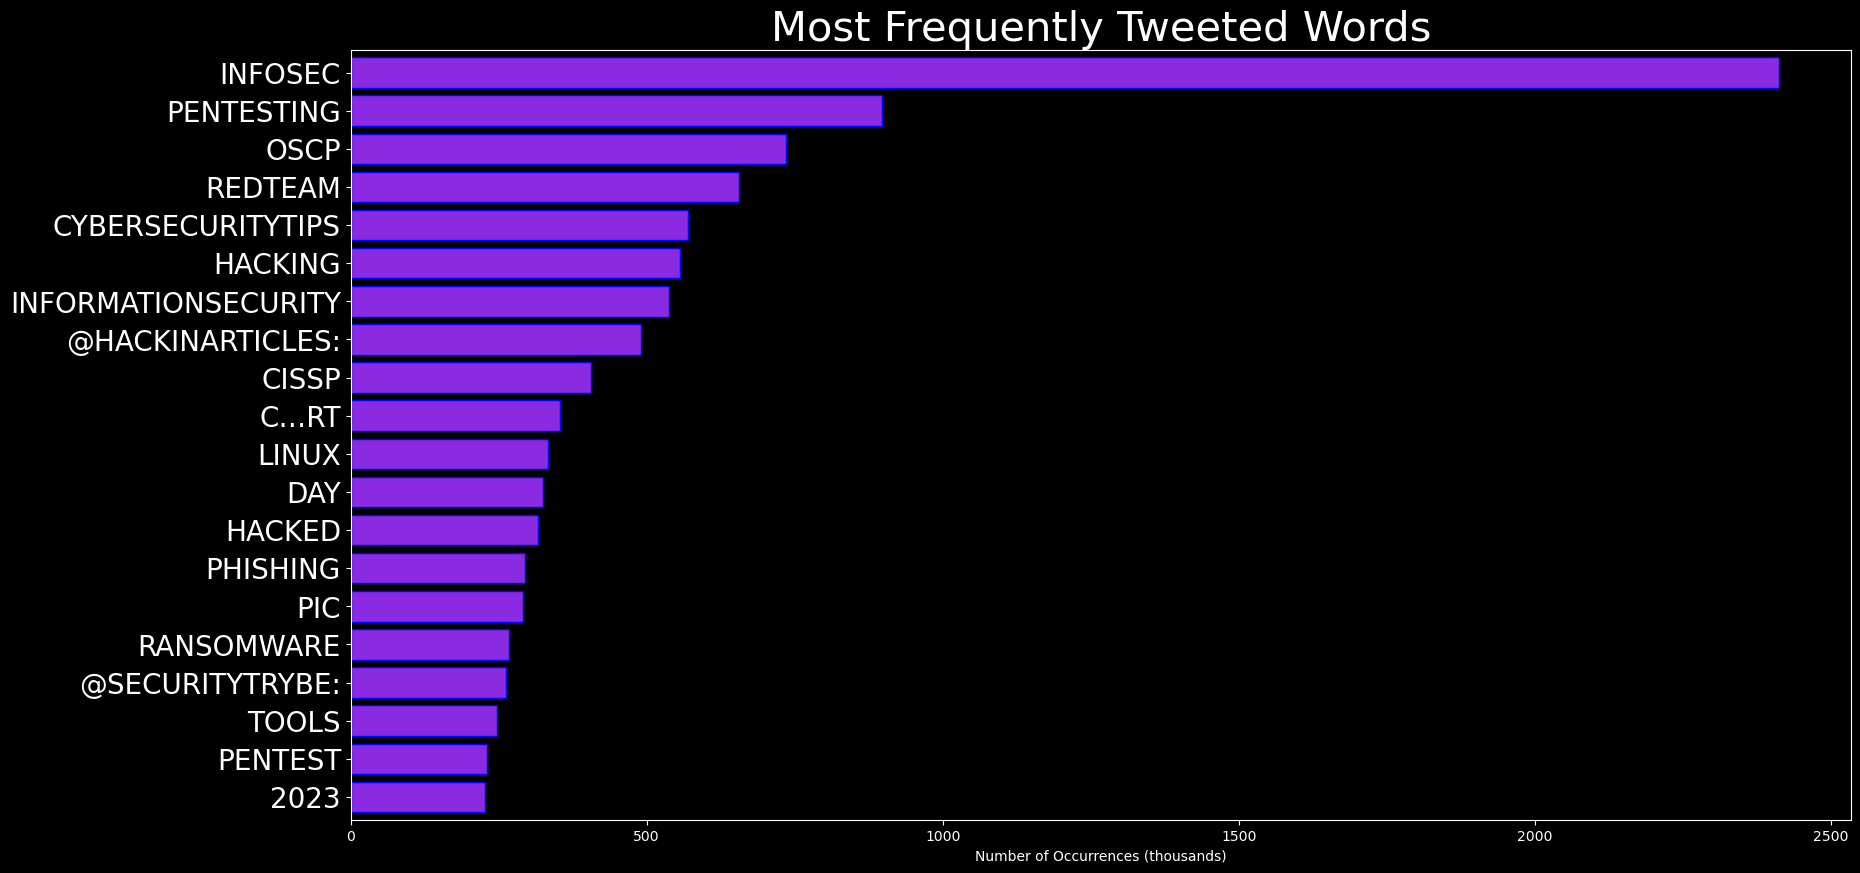 Most Frequently Tweeted Words
INFOSEC
PENTESTING
OSCP
REDTEAM
CYBERSECURITYTIPS
HACKING
INFORMATIONSECURITY
@HACKINARTICLES:
CISSP
C…RT
LINUX
DAY
HACKED
PHISHING
PIC
RANSOMWARE
@SECURITYTRYBE:
TOOLS
PENTEST
2023
0 500 1000 1500 2000 2500
Number of Occurrences (thousands)